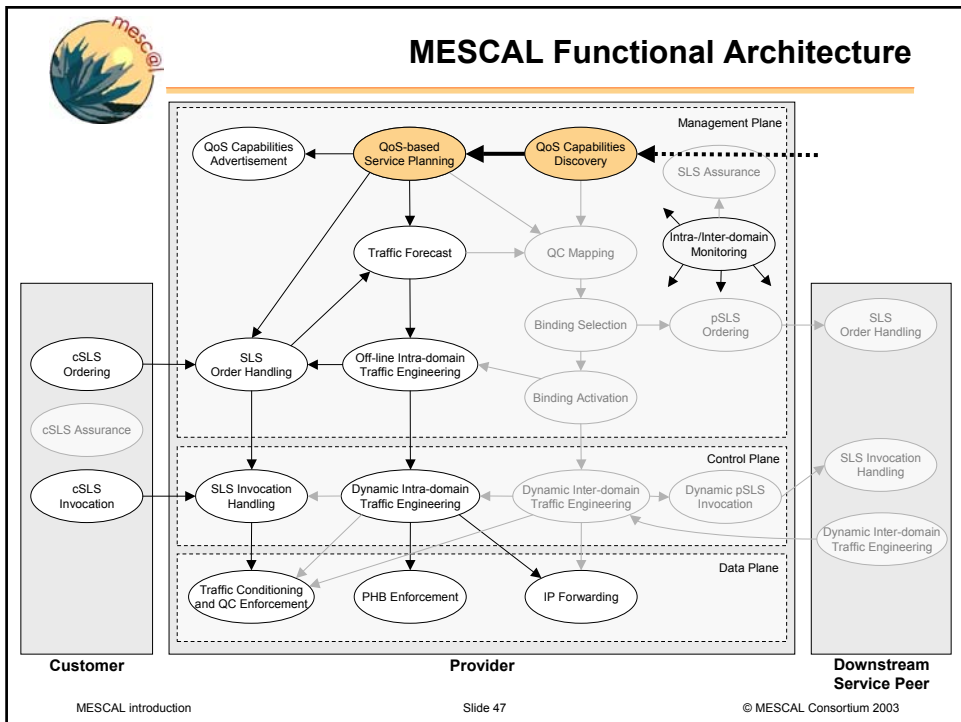 mesc@l
MESCAL Functional Architecture
Management Plane
QoS Capabilities
Advertisement
QoS-based
Service Planning
QoS Capabilities
Discovery
SLS Assurance
Traffic Forecast
QC Mapping
Intra-/Inter-domain
Monitoring
Binding Selection
pSLS
Ordering
SLS
Order Handling
cSLS
Ordering
SLS
Order Handling
Off-line Intra-domain
Traffic Engineering
Binding Activation
cSLS Assurance
Control Plane
cSLS
Invocation
SLS Invocation
Handling
Dynamic Intra-domain
Traffic Engineering
Dynamic Inter-domain
Traffic Engineering
Dynamic pSLS
Invocation
SLS Invocation
Handling
Dynamic Inter-domain
Traffic Engineering
Data Plane
Traffic Conditioning
and QC Enforcement
PHB Enforcement
IP Forwarding
Customer
Provider
Downstream
Service Peer
MESCAL introduction
Slide 47
© MESCAL Consortium 2003